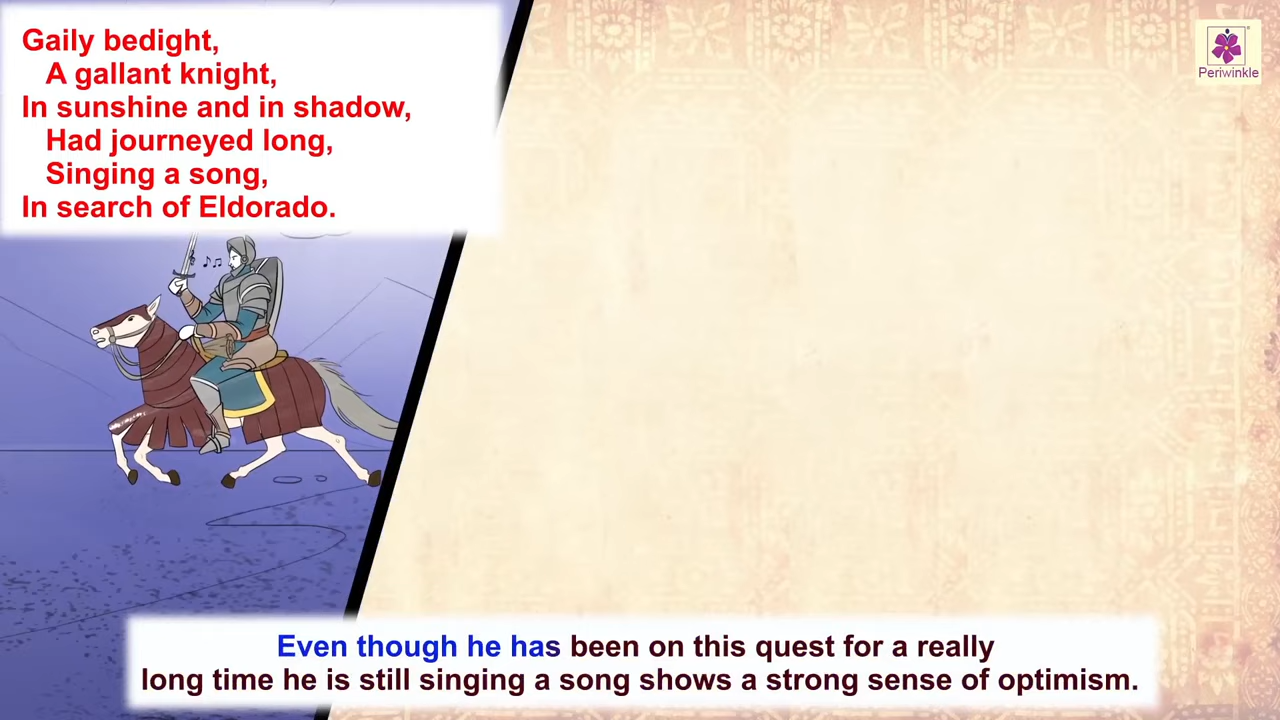 Gaily bedight,
A gallant knight,
In sunshine and in shadow,
Had journeyed long,
Singing a song,
In search of Eldorado.
Periwinkle
Even though he has been on this quest for a really
long time he is still singing a song shows a strong sense of optimism.